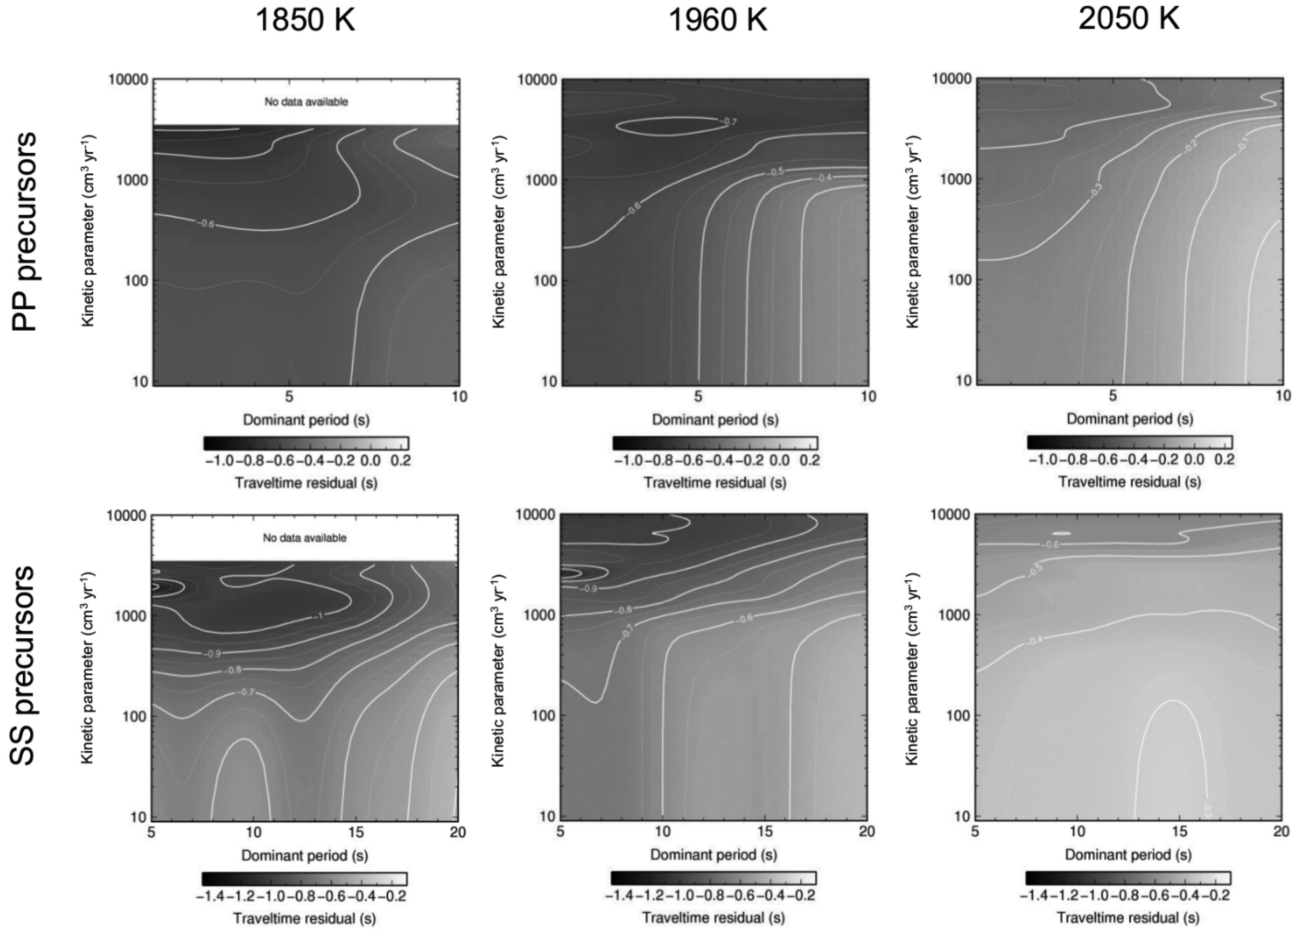 1850 K 1960 K 2050 K
PP precursors
Kinetic parameter (cm³ yr⁻¹)
10000
1000
100
10
No data available
−0.6
5 10
Dominant period (s)
−1.0 −0.8 −0.6 −0.4 −0.2 0.0 0.2
Traveltime residual (s)
Kinetic parameter (cm³ yr⁻¹)
10000
1000
100
10
−0.7
−0.5
−0.4
−0.6
5 10
Dominant period (s)
−1.0 −0.8 −0.6 −0.4 −0.2 0.0 0.2
Traveltime residual (s)
Kinetic parameter (cm³ yr⁻¹)
10000
1000
100
10
−0.2
−0.1
−0.3
5 10
Dominant period (s)
−1.0 −0.8 −0.6 −0.4 −0.2 0.0 0.2
Traveltime residual (s)
SS precursors
Kinetic parameter (cm³ yr⁻¹)
10000
1000
100
10
No data available
−1
−0.9
−0.8
−0.7
5 10 15 20
Dominant period (s)
−1.4 −1.2 −1.0 −0.8 −0.6 −0.4 −0.2
Traveltime residual (s)
Kinetic parameter (cm³ yr⁻¹)
10000
1000
100
10
−0.9
−0.8
−0.6
−0.7
5 10 15 20
Dominant period (s)
−1.4 −1.2 −1.0 −0.8 −0.6 −0.4 −0.2
Traveltime residual (s)
Kinetic parameter (cm³ yr⁻¹)
10000
1000
100
10
−0.6
−0.5
−0.4
5 10 15 20
Dominant period (s)
−1.4 −1.2 −1.0 −0.8 −0.6 −0.4 −0.2
Traveltime residual (s)